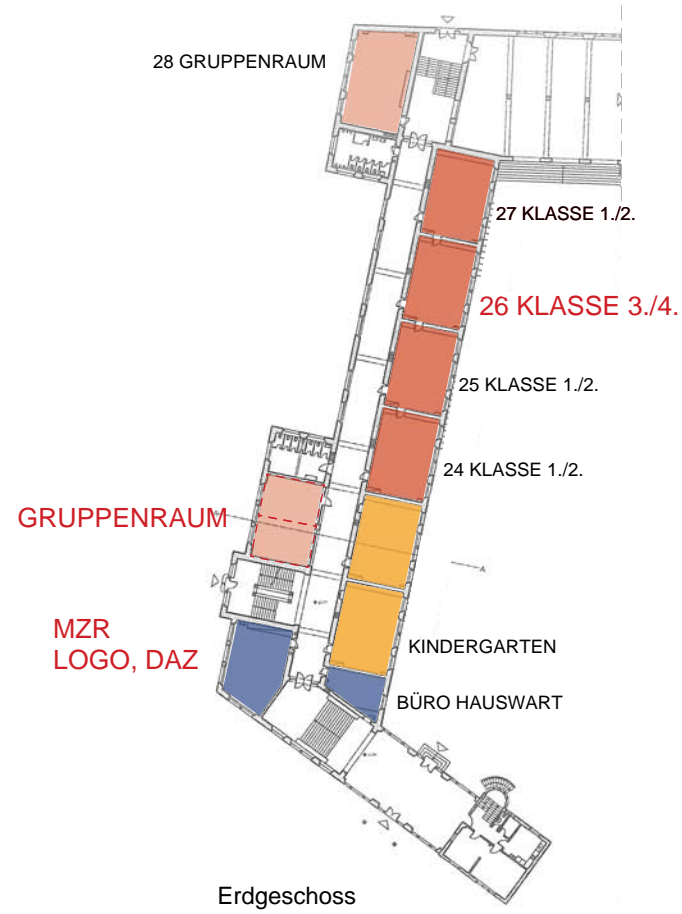 28 GRUPPENRAUM
27 KLASSE 1./2.
26 KLASSE 3./4.
25 KLASSE 1./2.
24 KLASSE 1./2.
GRUPPENRAUM
MZR
LOGO, DAZ
KINDERGARTEN
BÜRO HAUSWART
Erdgeschoss